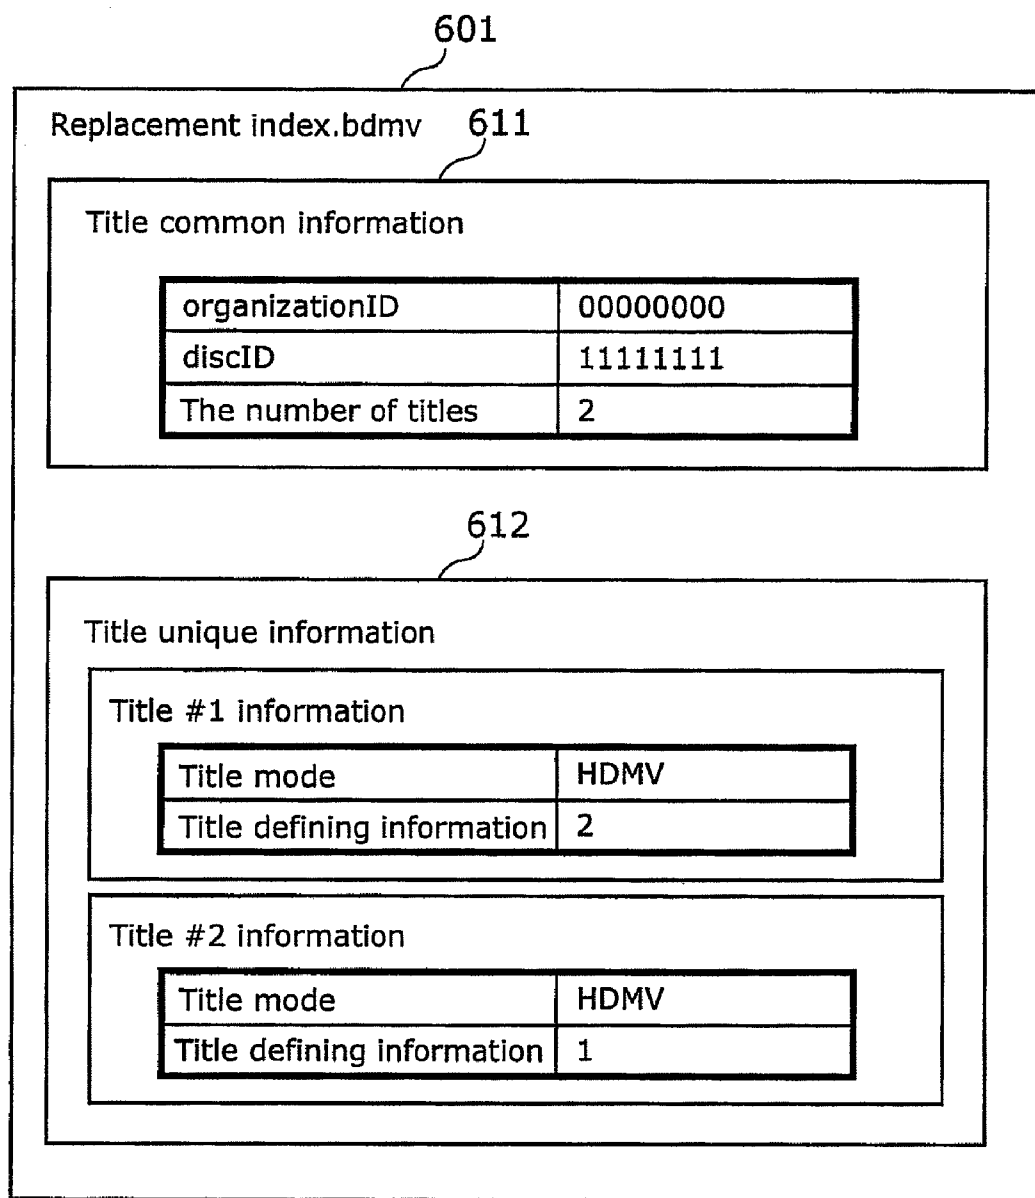 601
Replacement index.bdmv 611
Title common information
organizationID 00000000
discID 11111111
The number of titles 2
612
Title unique information
Title #1 information
Title mode HDMV
Title defining information 2
Title #2 information
Title mode HDMV
Title defining information 1